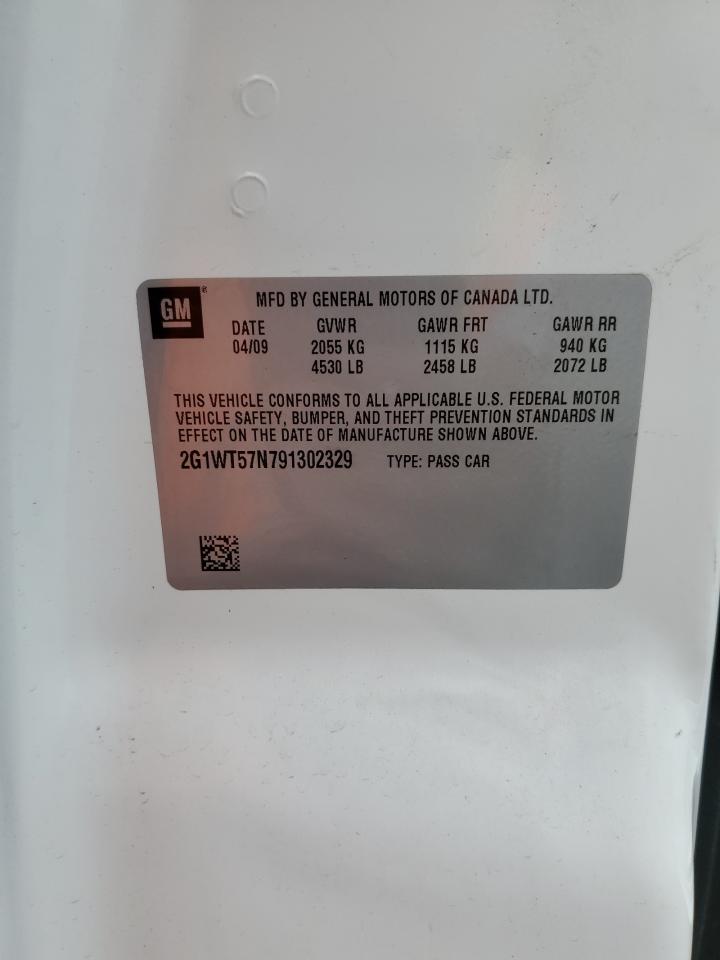 GM®
MFD BY GENERAL MOTORS OF CANADA LTD.
DATE GVWR GAWR FRT GAWR RR
04/09 2055 KG 1115 KG 940 KG
4530 LB 2458 LB 2072 LB
THIS VEHICLE CONFORMS TO ALL APPLICABLE U.S. FEDERAL MOTOR
VEHICLE SAFETY, BUMPER, AND THEFT PREVENTION STANDARDS IN
EFFECT ON THE DATE OF MANUFACTURE SHOWN ABOVE.
2G1WT57N791302329 TYPE: PASS CAR